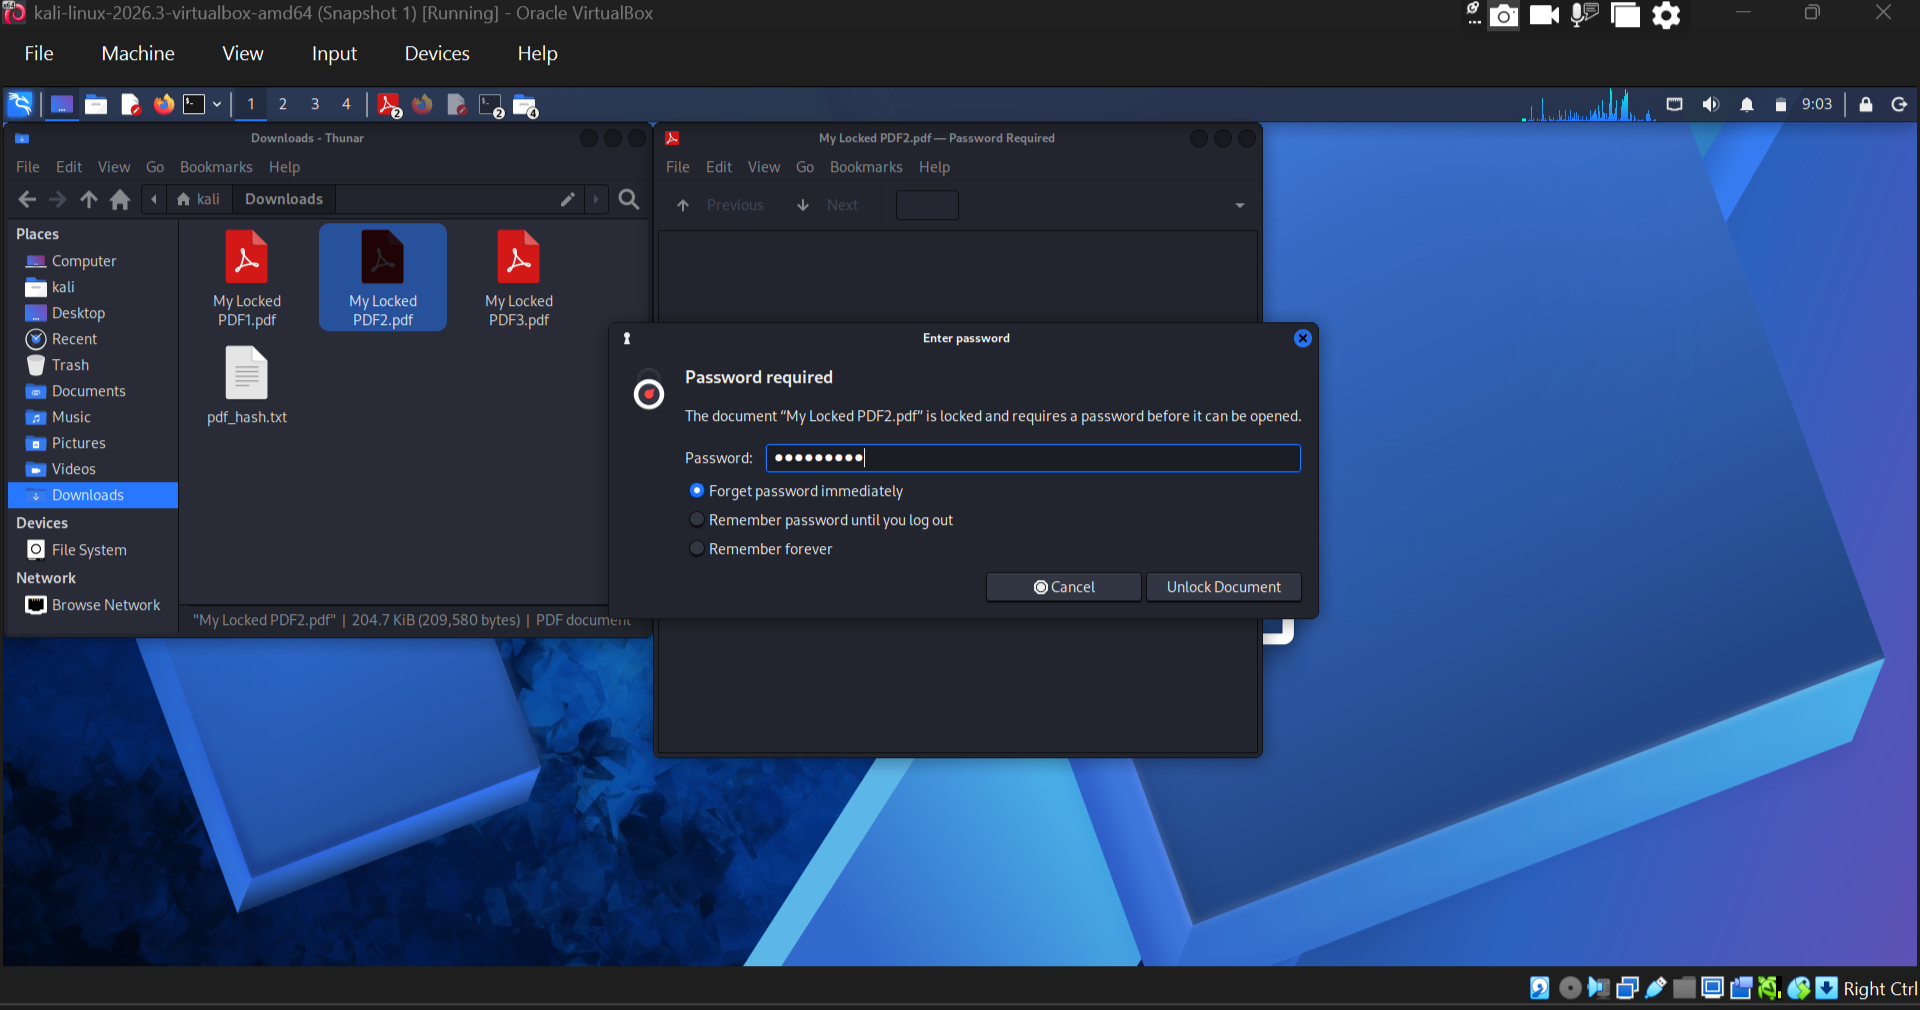 kali-linux-2026.3-virtualbox-amd64 (Snapshot 1) [Running] - Oracle VirtualBox
File Machine View Input Devices Help
1 2 3 4 2 2 4 9:03
Downloads - Thunar
File Edit View Go Bookmarks Help
kali Downloads
Places
Computer
kali
Desktop
Recent
Trash
Documents
Music
Pictures
Videos
Downloads
Devices
File System
Network
Browse Network
My Locked
PDF1.pdf
My Locked
PDF2.pdf
My Locked
PDF3.pdf
pdf_hash.txt
"My Locked PDF2.pdf" | 204.7 KiB (209,580 bytes) | PDF document
My Locked PDF2.pdf — Password Required
File Edit View Go Bookmarks Help
Previous Next
Enter password
Password required
The document “My Locked PDF2.pdf” is locked and requires a password before it can be opened.
Password: ●●●●●●●●●
Forget password immediately
Remember password until you log out
Remember forever
Cancel Unlock Document
Right Ctrl